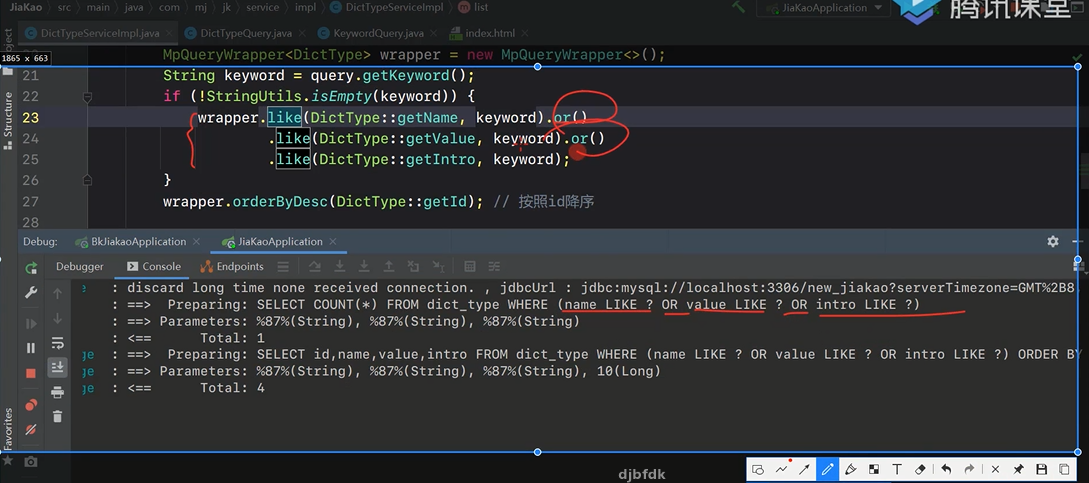 JiaKao src main java com mj jk service impl DictTypeServiceImpl list JiaKaoApplication 腾讯课堂
DictTypeServiceImpl.java DictTypeQuery.java KeywordQuery.java index.html
1865 x 663
MpQueryWrapper<DictType> wrapper = new MpQueryWrapper<>();
21 String keyword = query.getKeyword();
22 if (!StringUtils.isEmpty(keyword)) {
23 wrapper.like(DictType::getName, keyword).or()
24 .like(DictType::getValue, keyword).or()
25 .like(DictType::getIntro, keyword);
26 }
27 wrapper.orderByDesc(DictType::getId); // 按照id降序
28
Structure
Debug: BkJiakaoApplication JiaKaoApplication
Debugger Console Endpoints
: discard long time none received connection. , jdbcUrl : jdbc:mysql://localhost:3306/new_jiakao?serverTimezone=GMT%2B8
: ==> Preparing: SELECT COUNT(*) FROM dict_type WHERE (name LIKE ? OR value LIKE ? OR intro LIKE ?)
: ==> Parameters: %87%(String), %87%(String), %87%(String)
: <== Total: 1
ge : ==> Preparing: SELECT id,name,value,intro FROM dict_type WHERE (name LIKE ? OR value LIKE ? OR intro LIKE ?) ORDER BY
ge : ==> Parameters: %87%(String), %87%(String), %87%(String), 10(Long)
ge : <== Total: 4
Favorites
djbfdk